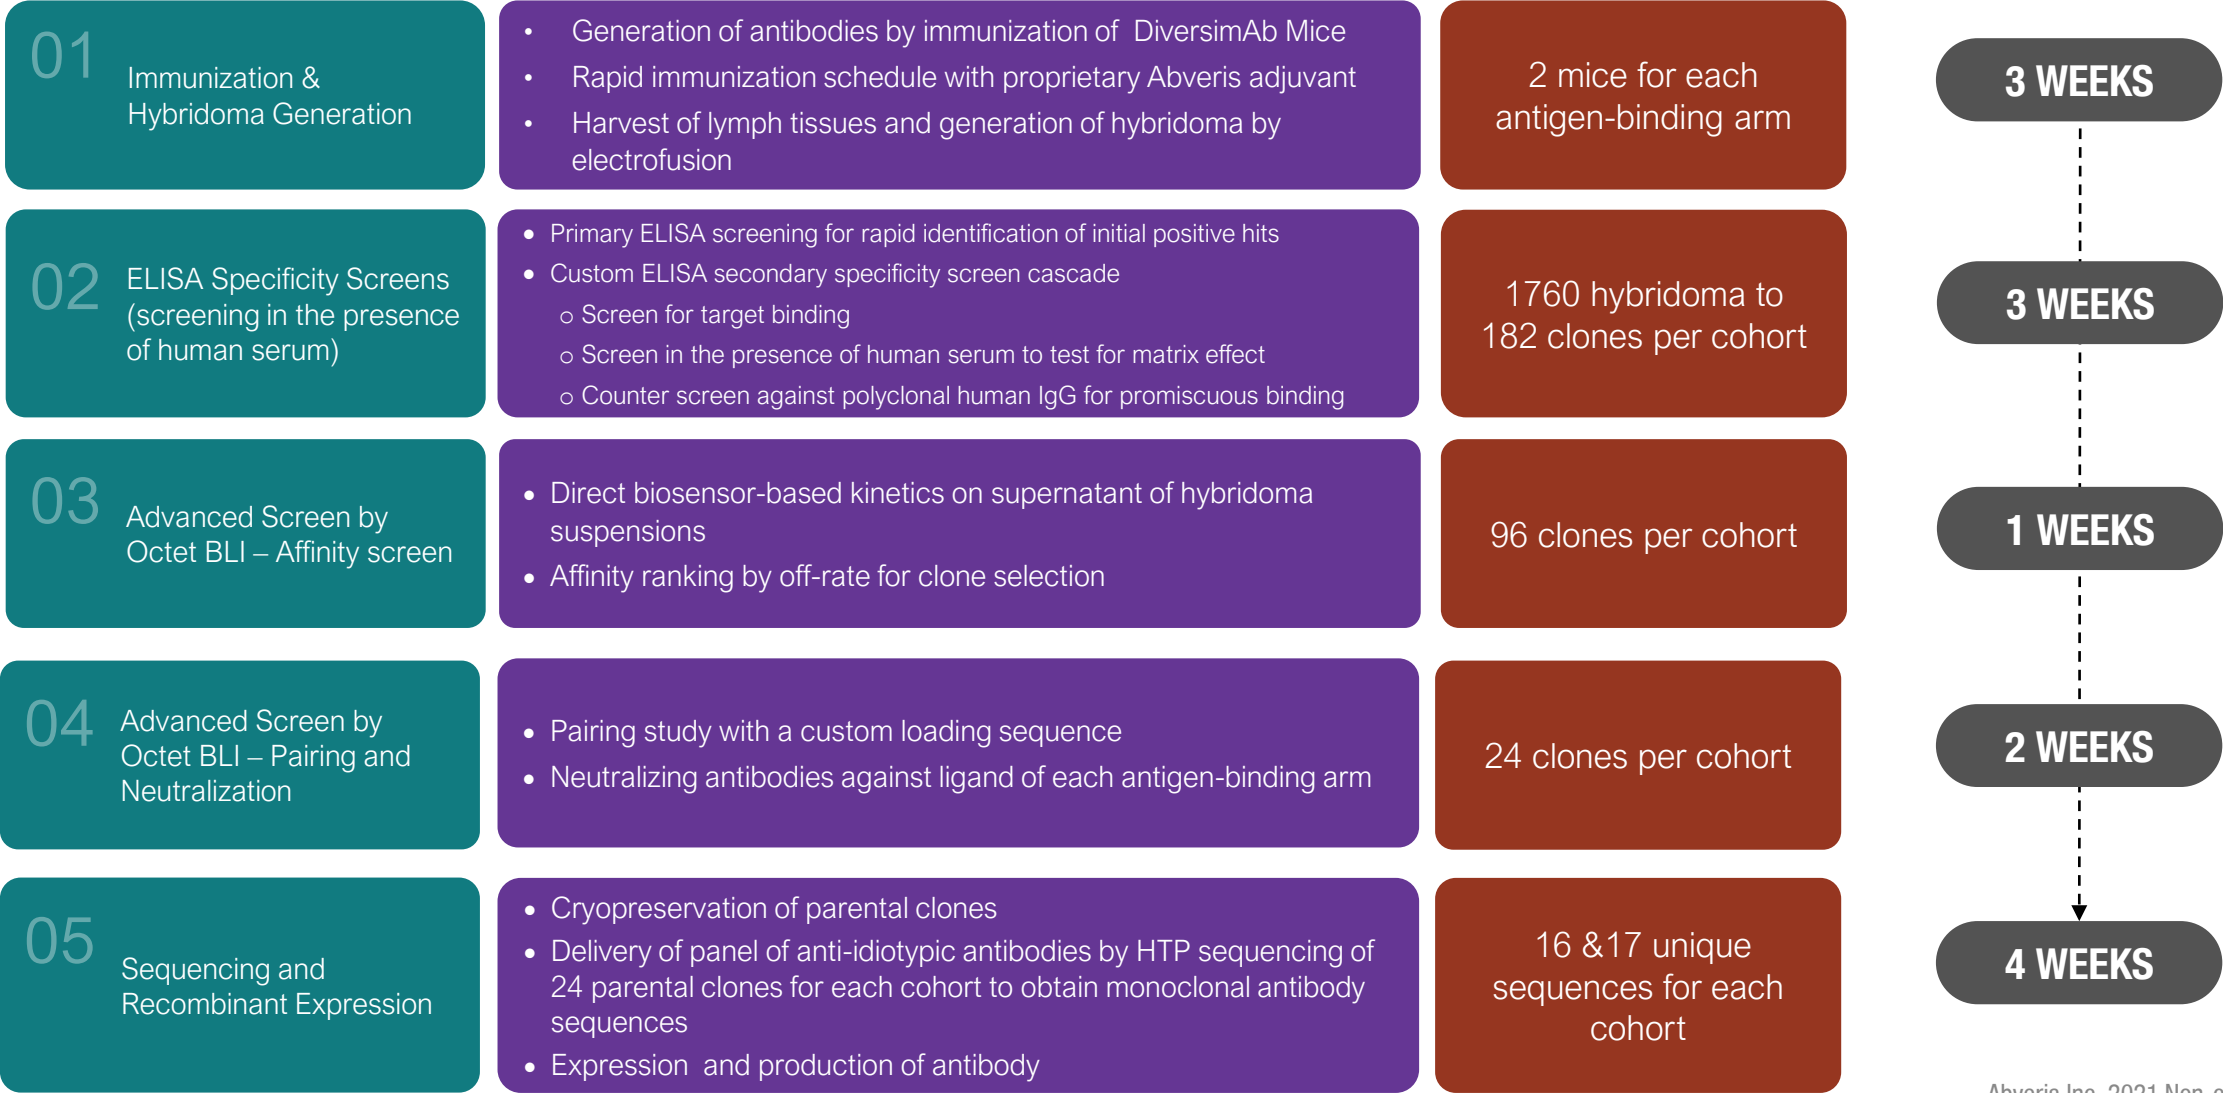 01
Immunization &
Hybridoma Generation
• Generation of antibodies by immunization of DiversimAb Mice
• Rapid immunization schedule with proprietary Abveris adjuvant
• Harvest of lymph tissues and generation of hybridoma by
electrofusion
2 mice for each
antigen-binding arm
3 WEEKS
02
ELISA Specificity Screens
(screening in the presence
of human serum)
• Primary ELISA screening for rapid identification of initial positive hits
• Custom ELISA secondary specificity screen cascade
o Screen for target binding
o Screen in the presence of human serum to test for matrix effect
o Counter screen against polyclonal human IgG for promiscuous binding
1760 hybridoma to
182 clones per cohort
3 WEEKS
03
Advanced Screen by
Octet BLI – Affinity screen
• Direct biosensor-based kinetics on supernatant of hybridoma
suspensions
• Affinity ranking by off-rate for clone selection
96 clones per cohort
1 WEEKS
04
Advanced Screen by
Octet BLI – Pairing and
Neutralization
• Pairing study with a custom loading sequence
• Neutralizing antibodies against ligand of each antigen-binding arm
24 clones per cohort
2 WEEKS
05
Sequencing and
Recombinant Expression
• Cryopreservation of parental clones
• Delivery of panel of anti-idiotypic antibodies by HTP sequencing of
24 parental clones for each cohort to obtain monoclonal antibody
sequences
• Expression and production of antibody
16 &17 unique
sequences for each
cohort
4 WEEKS
Abveris Inc. 2021 Non-